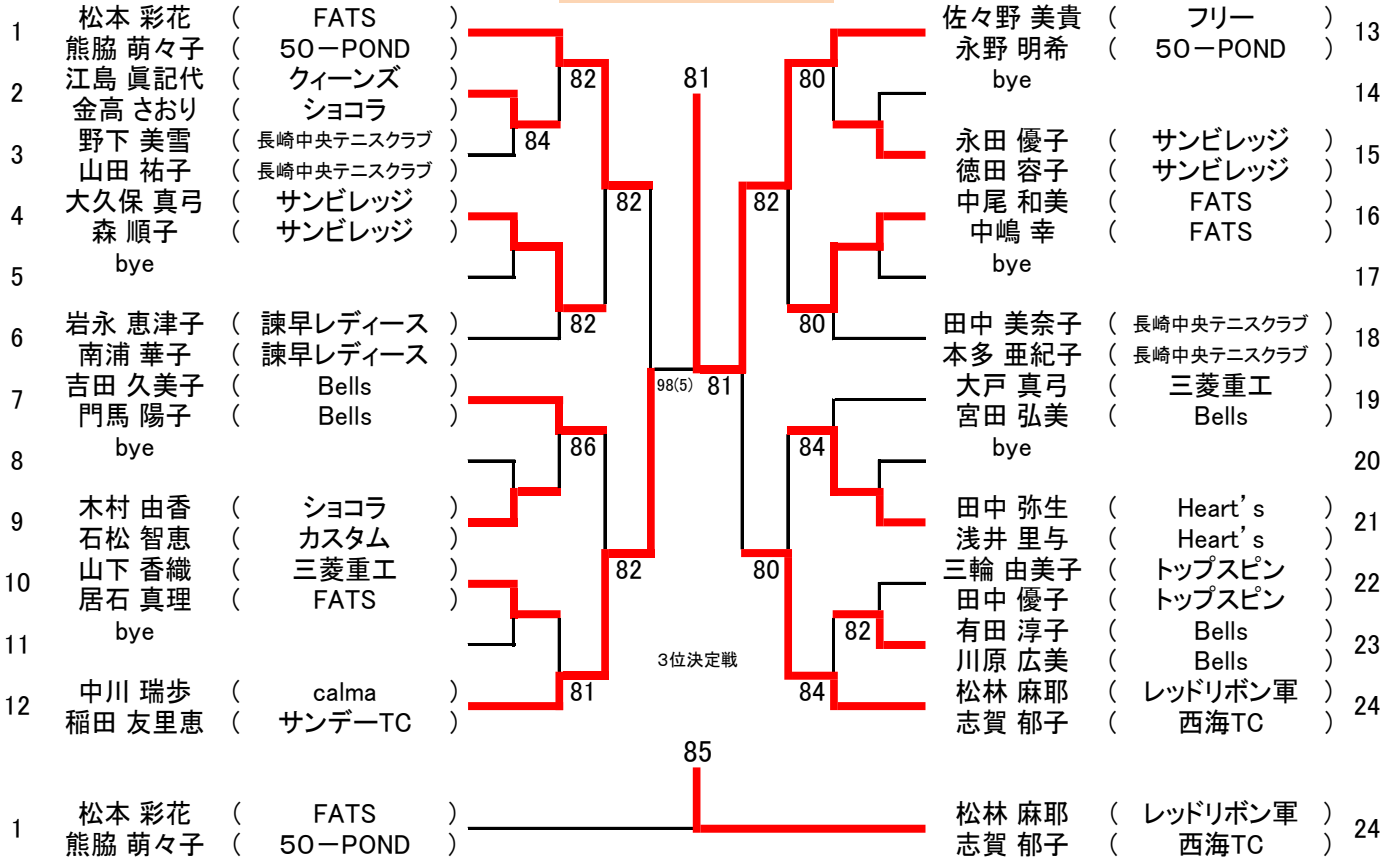 1 松本 彩花 ( FATS )
熊脇 萌々子 ( 50－POND )
2 江島 眞記代 ( クィーンズ )
金高 さおり ( ショコラ )
3 野下 美雪 ( 長崎中央テニスクラブ )
山田 祐子 ( 長崎中央テニスクラブ )
4 大久保 真弓 ( サンビレッジ )
森 順子 ( サンビレッジ )
5 bye
6 岩永 恵津子 ( 諫早レディース )
南浦 華子 ( 諫早レディース )
7 吉田 久美子 ( Bells )
門馬 陽子 ( Bells )
8 bye
9 木村 由香 ( ショコラ )
石松 智恵 ( カスタム )
10 山下 香織 ( 三菱重工 )
居石 真理 ( FATS )
11 bye
12 中川 瑞歩 ( calma )
稲田 友里恵 ( サンデーTC )
82
84
82
82
86
82
81
98(5)
81
81
80
82
80
84
80
82
84
佐々野 美貴 ( フリー ) 13
永野 明希 ( 50－POND )
bye 14
永田 優子 ( サンビレッジ ) 15
徳田 容子 ( サンビレッジ )
中尾 和美 ( FATS ) 16
中嶋 幸 ( FATS )
bye 17
田中 美奈子 ( 長崎中央テニスクラブ ) 18
本多 亜紀子 ( 長崎中央テニスクラブ )
大戸 真弓 ( 三菱重工 ) 19
宮田 弘美 ( Bells )
bye 20
田中 弥生 ( Heart’s ) 21
浅井 里与 ( Heart’s )
三輪 由美子 ( トップスピン ) 22
田中 優子 ( トップスピン )
有田 淳子 ( Bells ) 23
川原 広美 ( Bells )
松林 麻耶 ( レッドリボン軍 ) 24
志賀 郁子 ( 西海TC )
3位決定戦
85
1 松本 彩花 ( FATS )
熊脇 萌々子 ( 50－POND )
松林 麻耶 ( レッドリボン軍 ) 24
志賀 郁子 ( 西海TC )